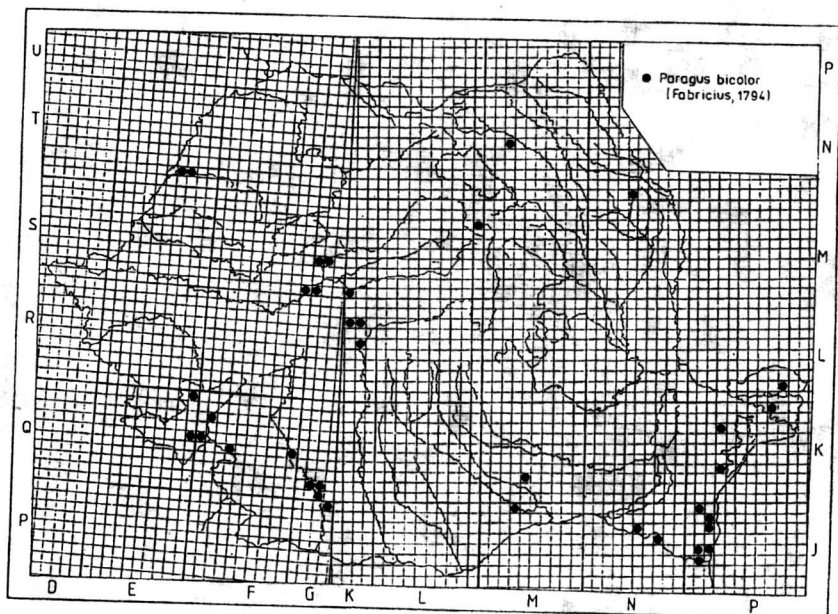 Paragus bicolor
(Fabricius, 1794)
U
T
S
R
Q
P
P
N
M
L
K
J
D E F G K L M N P